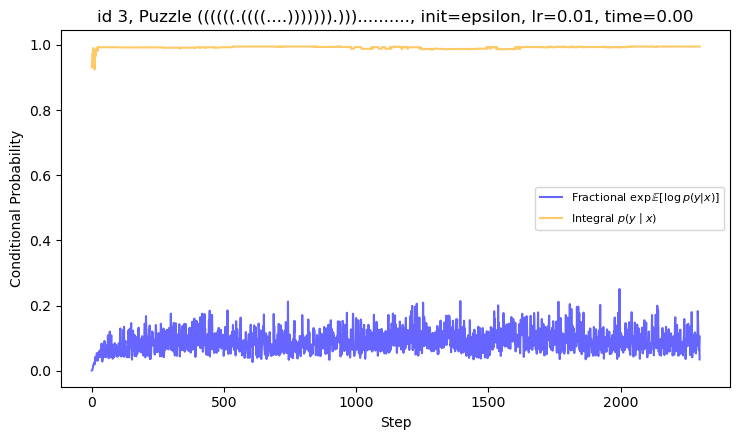 id 3, Puzzle ((((((.((((....))))))).))).........., init=epsilon, lr=0.01, time=0.00
Conditional Probability
1.0
0.8
0.6
0.4
0.2
0.0
Fractional exp𝔼[log p(y|x)]
Integral p(y | x)
0
500
1000
1500
2000
Step